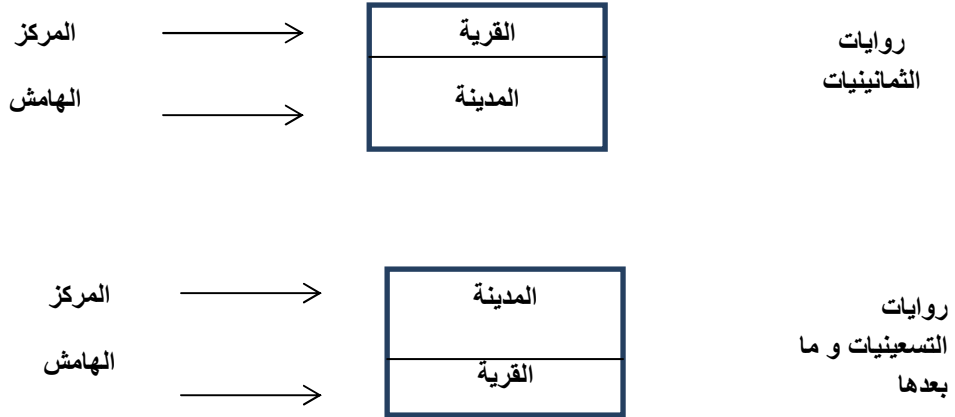 روايات
الثمانينيات
القرية
المركز
المدينة
الهامش
روايات
التسعينيات و ما
بعدها
المدينة
المركز
القرية
الهامش